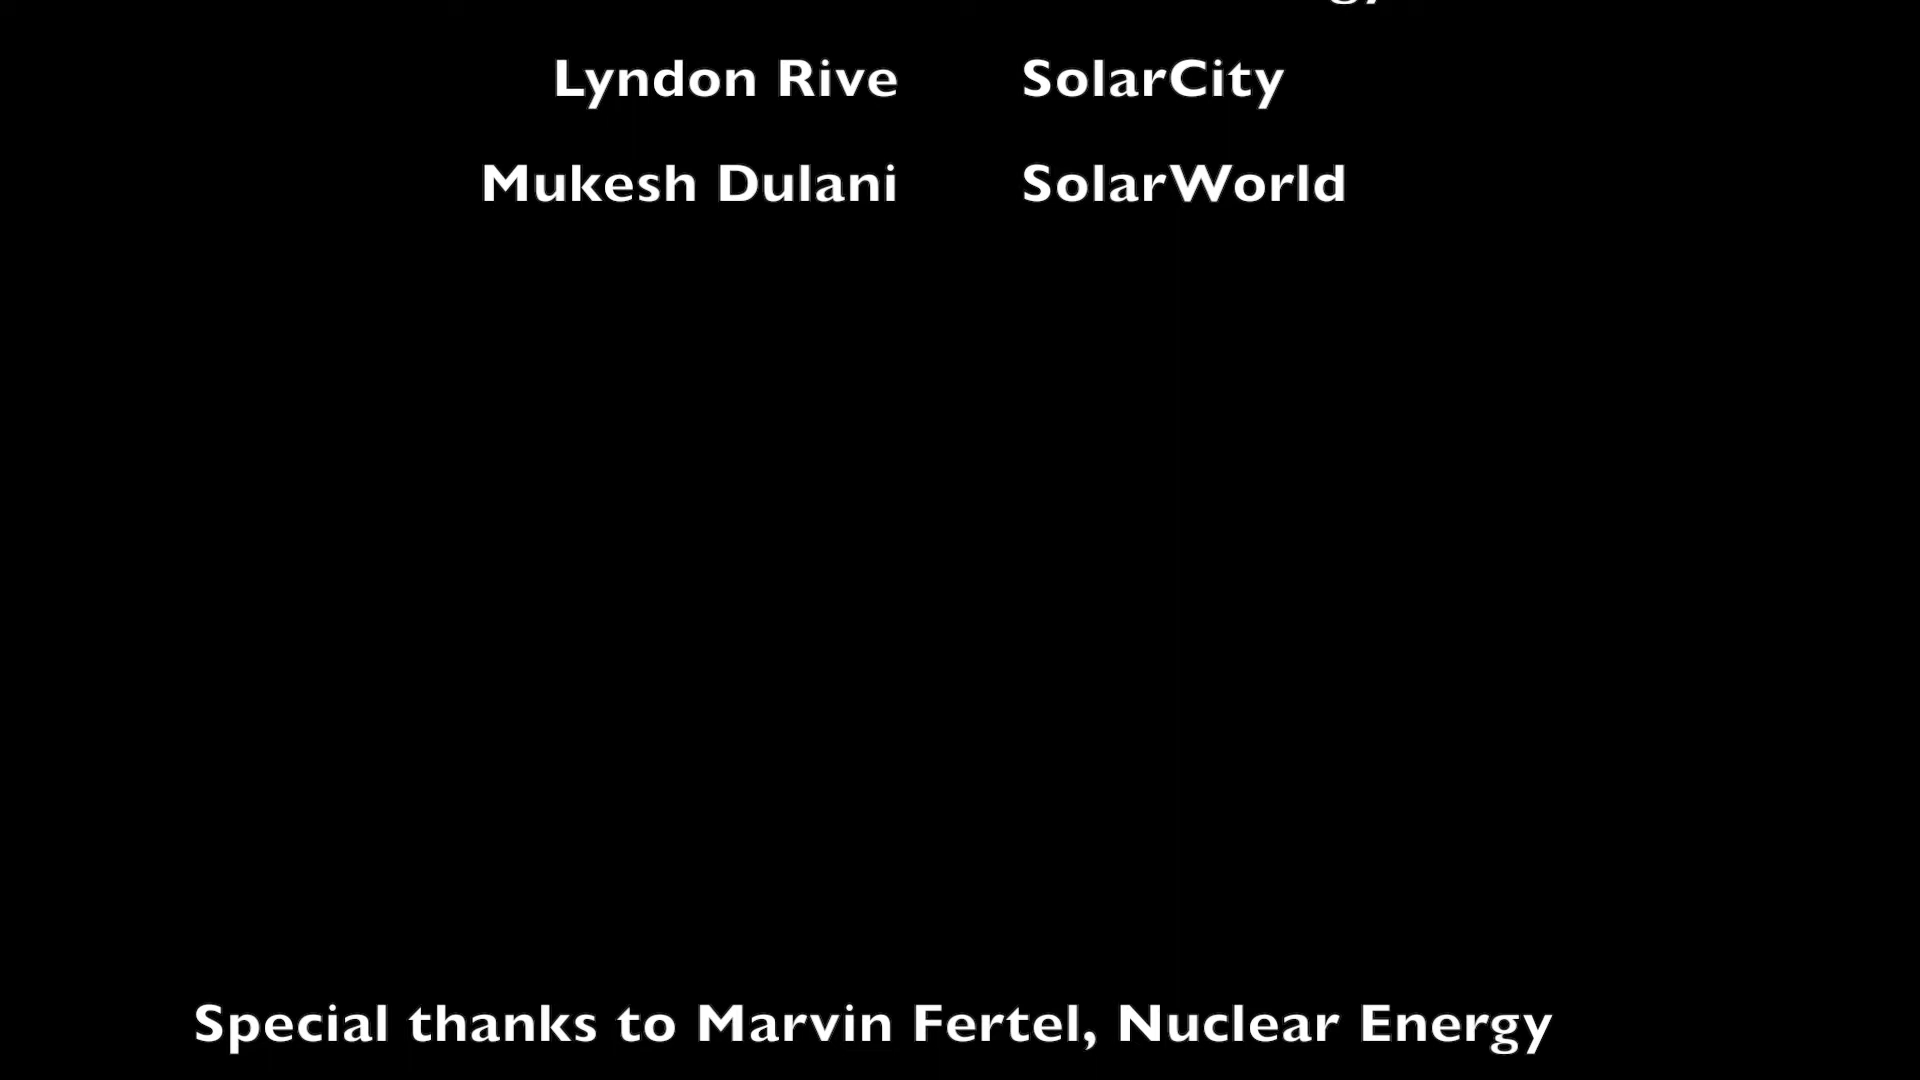 Lyndon Rive SolarCity
Mukesh Dulani SolarWorld
Special thanks to Marvin Fertel, Nuclear Energy